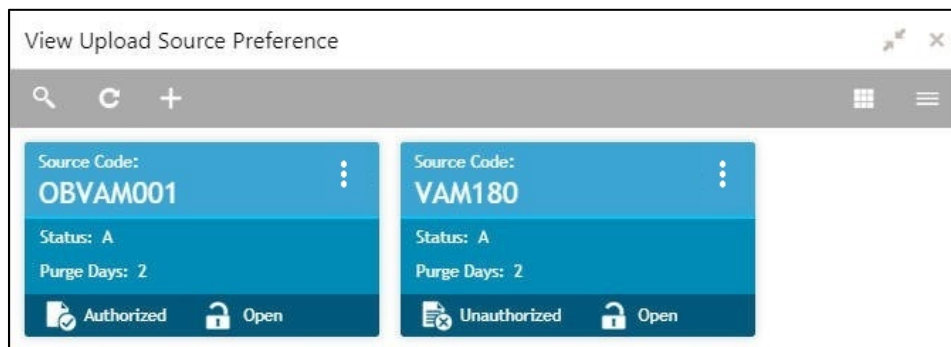 View Upload Source Preference
Source Code:
OBVAM001
Status: A
Purge Days: 2
Authorized Open
Source Code:
VAM180
Status: A
Purge Days: 2
Unauthorized Open